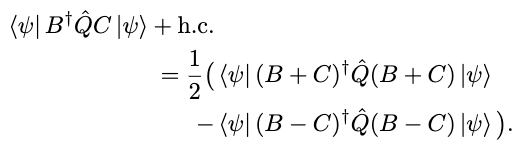 ⟨ψ| B†Q̂C |ψ⟩ + h.c.
= 1/2 ( ⟨ψ| (B + C)†Q̂(B + C) |ψ⟩
− ⟨ψ| (B − C)†Q̂(B − C) |ψ⟩ ).